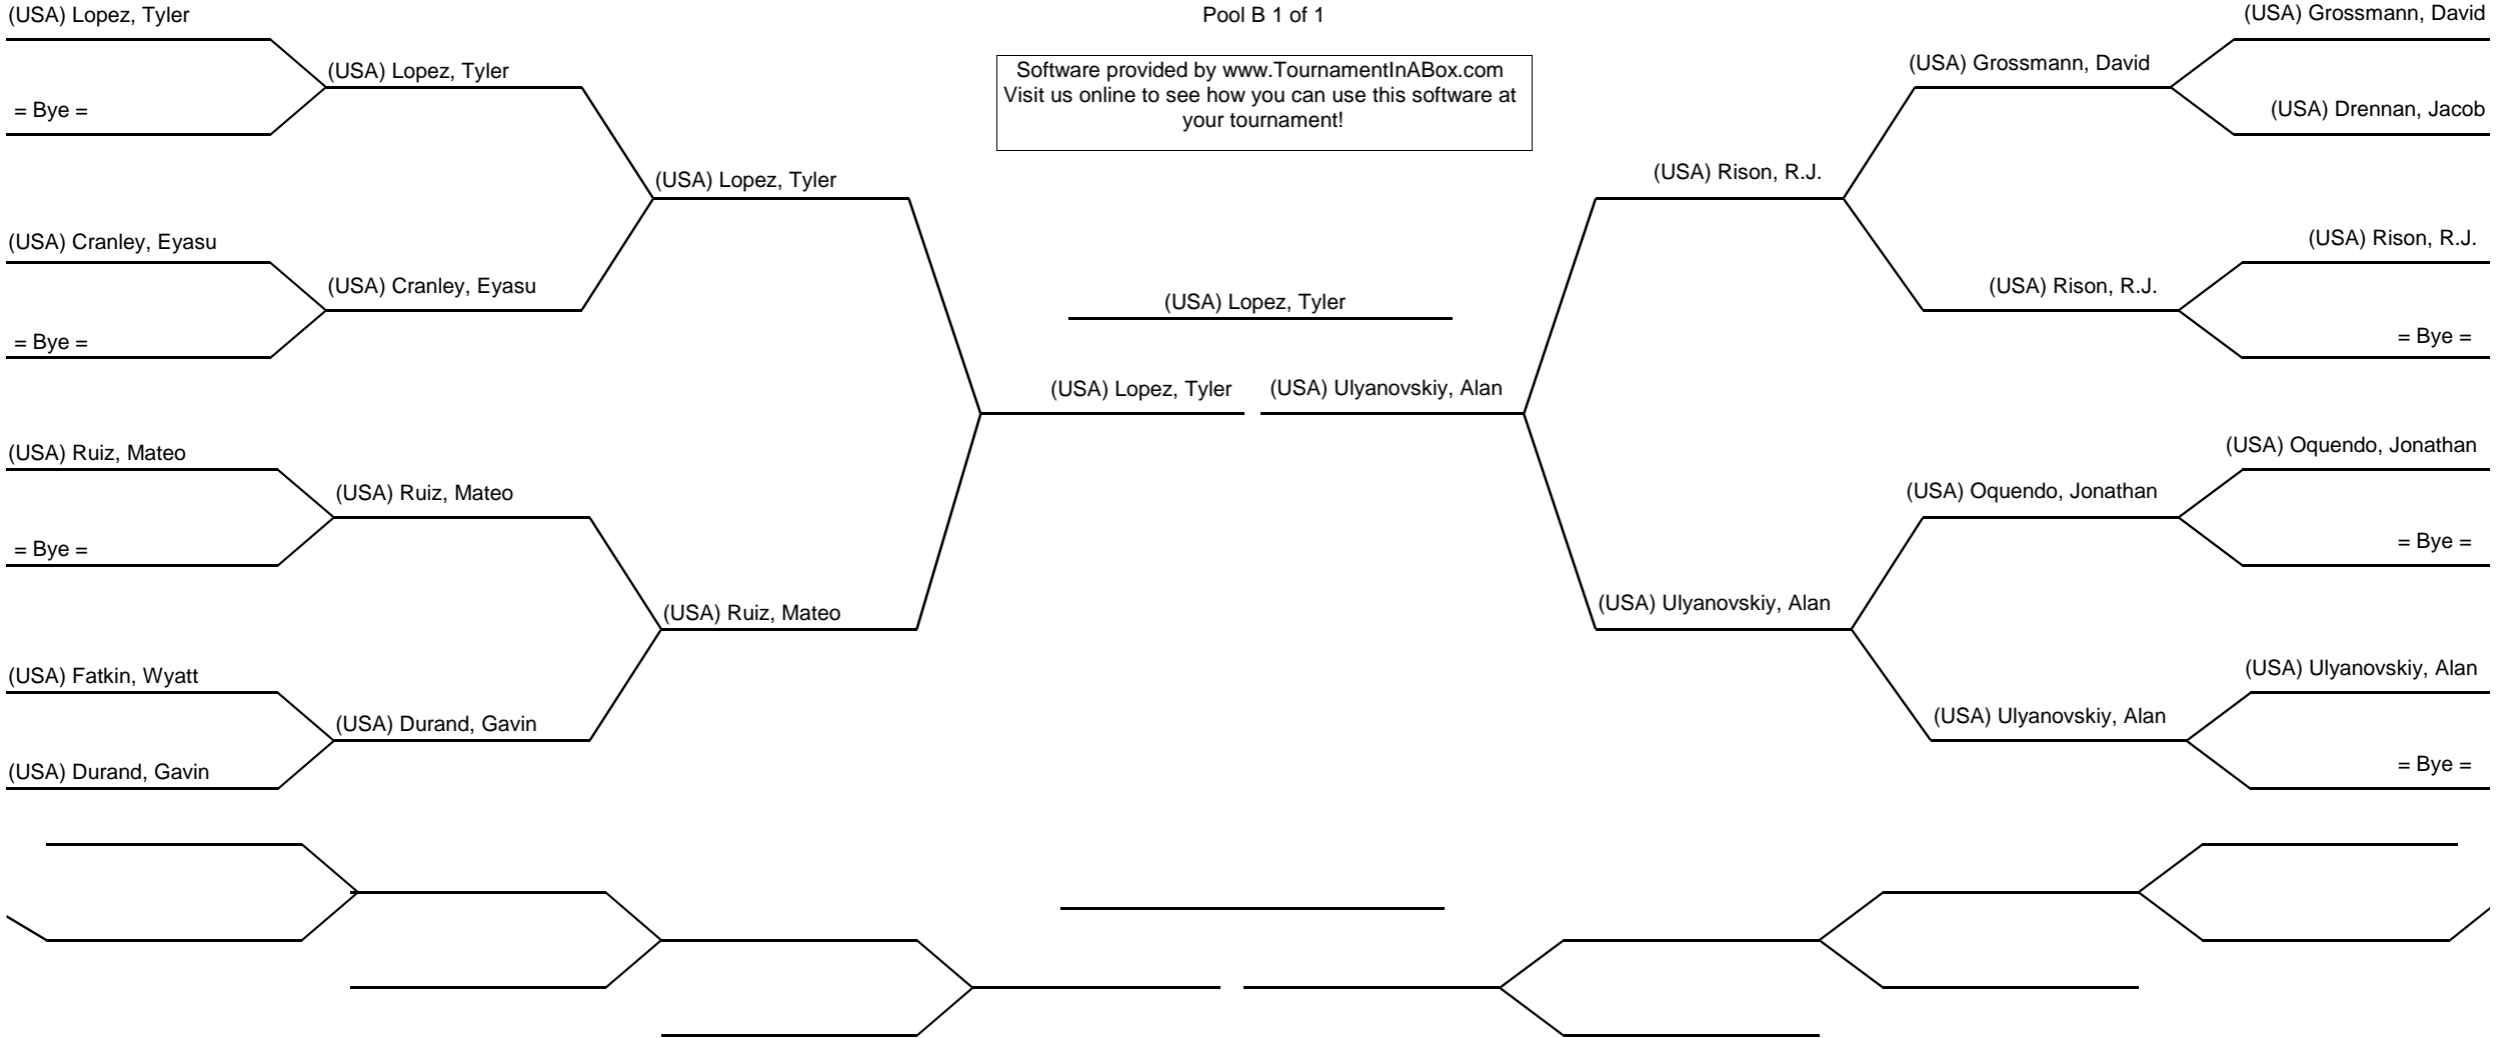 Pool B 1 of 1
Software provided by www.TournamentInABox.com
Visit us online to see how you can use this software at
your tournament!
(USA) Lopez, Tyler
= Bye =
(USA) Cranley, Eyasu
= Bye =
(USA) Ruiz, Mateo
= Bye =
(USA) Fatkin, Wyatt
(USA) Durand, Gavin
(USA) Lopez, Tyler
(USA) Cranley, Eyasu
(USA) Ruiz, Mateo
(USA) Durand, Gavin
(USA) Lopez, Tyler
(USA) Ruiz, Mateo
(USA) Lopez, Tyler
(USA) Lopez, Tyler
(USA) Ulyanovskiy, Alan
(USA) Rison, R.J.
(USA) Ulyanovskiy, Alan
(USA) Grossmann, David
(USA) Rison, R.J.
(USA) Oquendo, Jonathan
(USA) Ulyanovskiy, Alan
(USA) Grossmann, David
(USA) Drennan, Jacob
(USA) Rison, R.J.
= Bye =
(USA) Oquendo, Jonathan
= Bye =
(USA) Ulyanovskiy, Alan
= Bye =